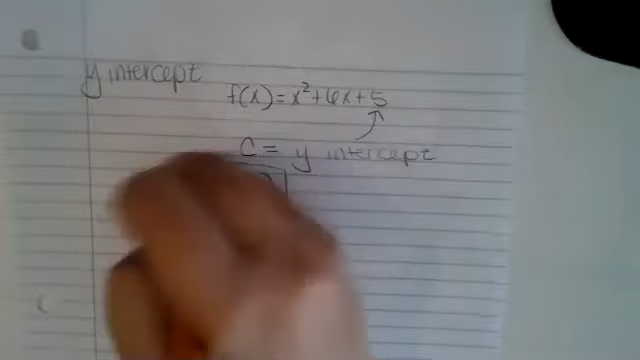 y intercept
f(x) = x² + 6x + 5
C = y intercept